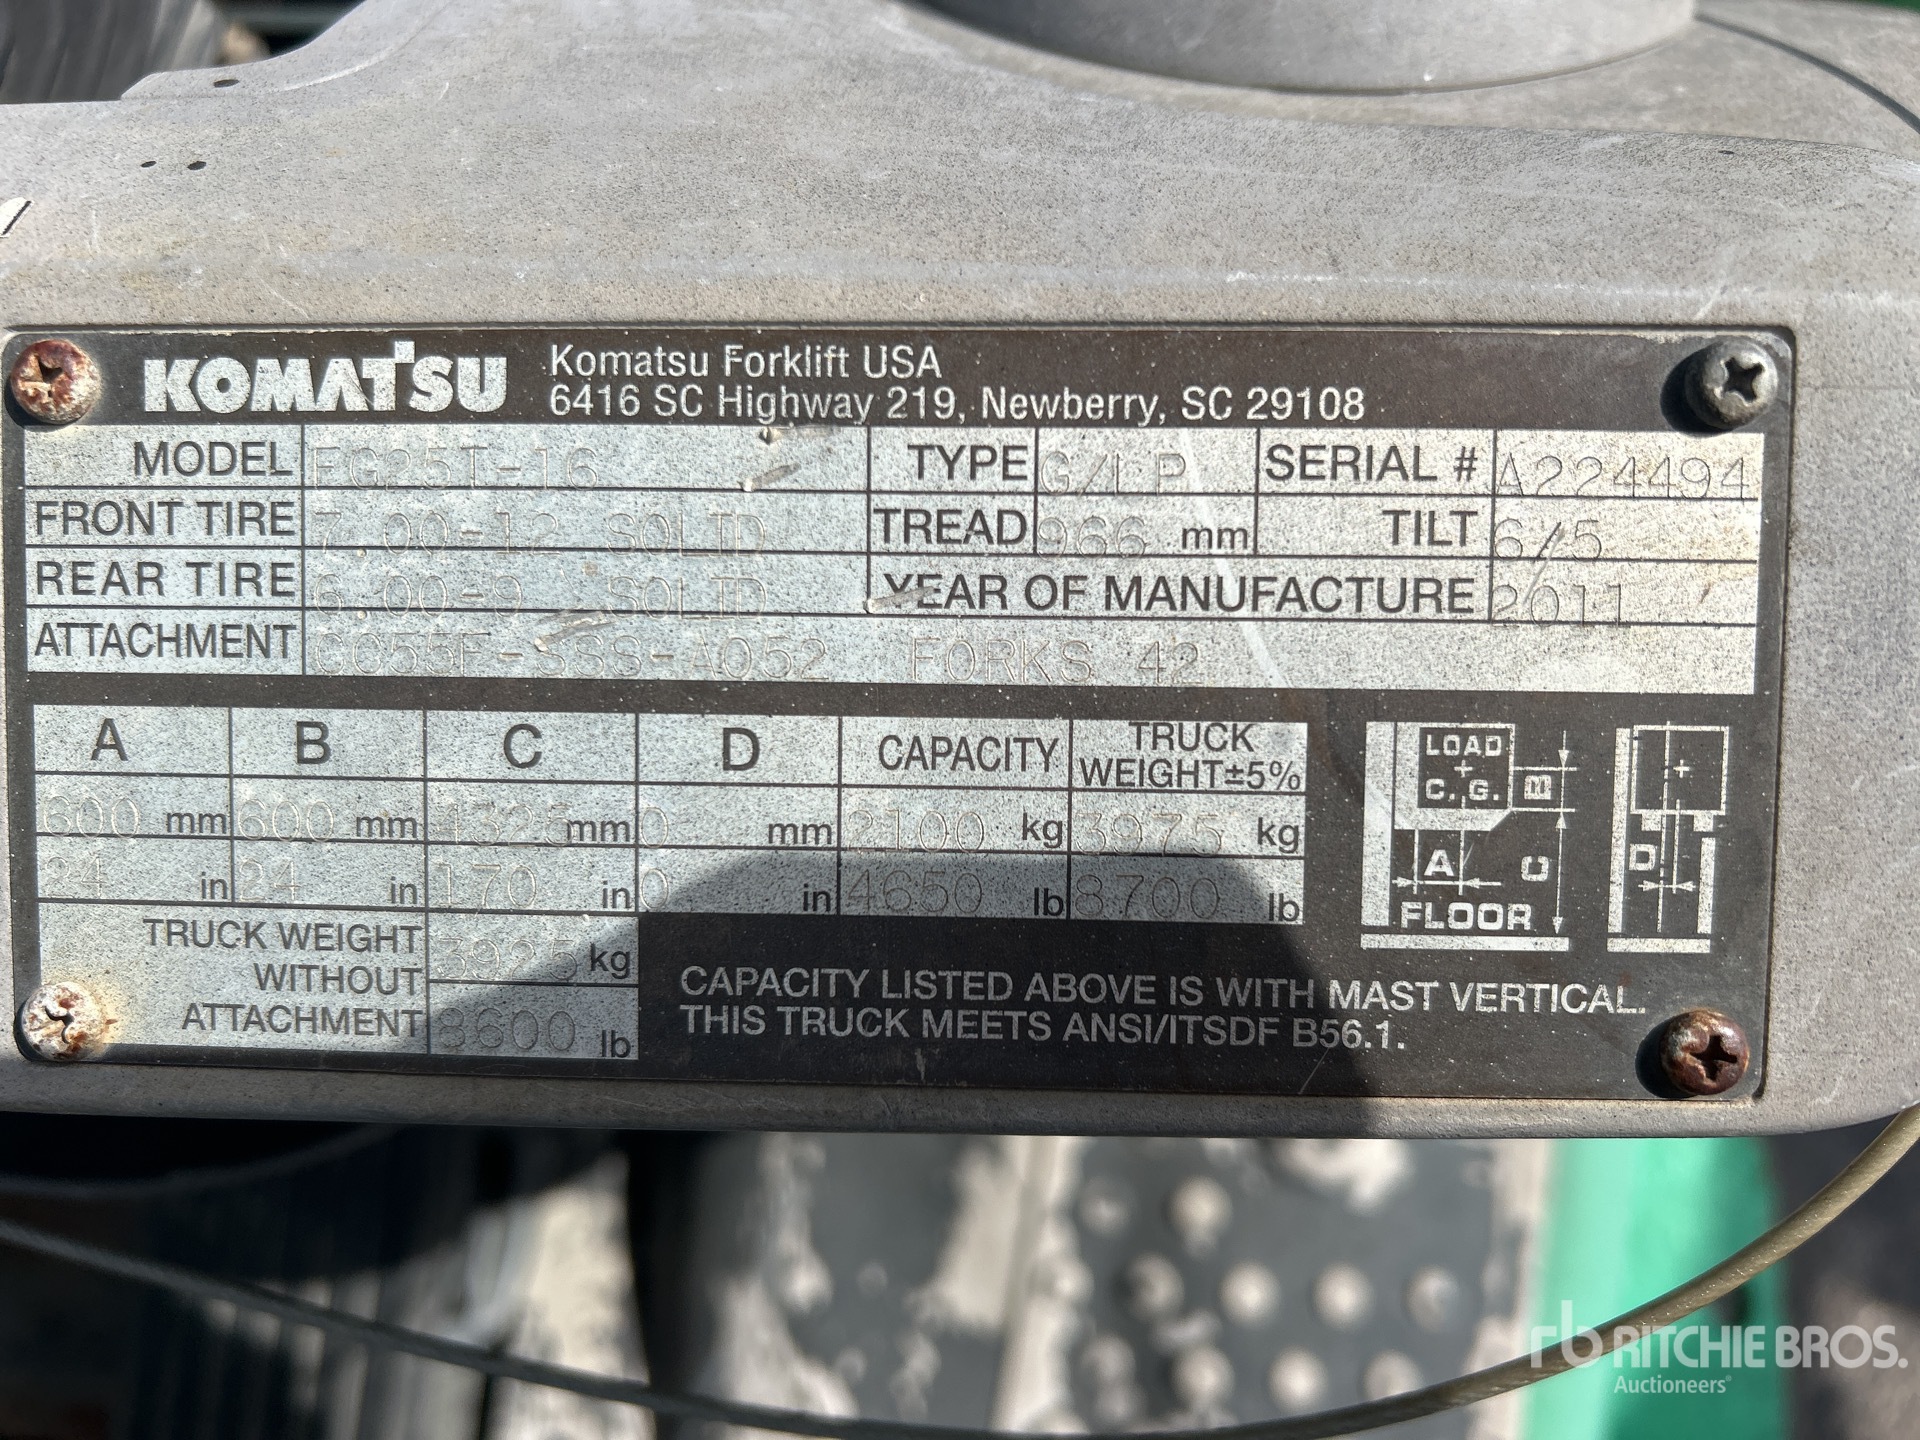 KOMATSU Komatsu Forklift USA
6416 SC Highway 219, Newberry, SC 29108
MODEL FG25T-16 TYPE G/LP SERIAL # A224494
FRONT TIRE 7.00-12 SOLID TREAD 966 mm TILT 6/5
REAR TIRE 6.00-9 SOLID YEAR OF MANUFACTURE 2011
ATTACHMENT FORKS 42
A B C D CAPACITY TRUCK WEIGHT±5%
600 mm 600 mm 4325 mm 0 mm 2100 kg 3975 kg
24 in 24 in 170 in 0 in 4650 lb 8700 lb
TRUCK WEIGHT
WITHOUT
ATTACHMENT
3925 kg
8600 lb
LOAD
C. G. B
A C
FLOOR
D
CAPACITY LISTED ABOVE IS WITH MAST VERTICAL.
THIS TRUCK MEETS ANSI/ITSDF B56.1.
rb RITCHIE BROS.
Auctioneers